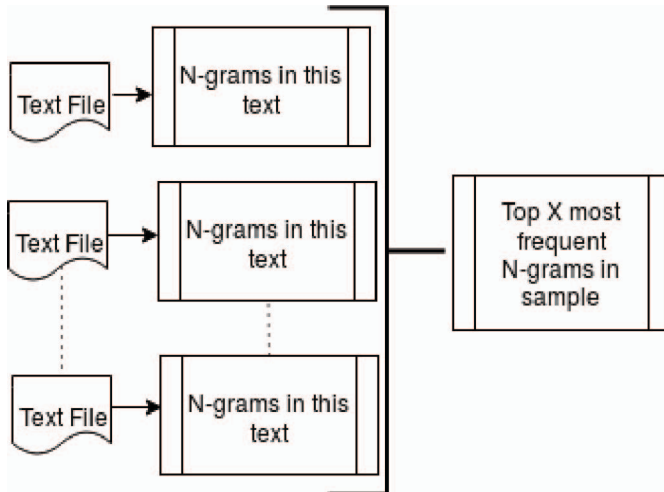 Text File
N-grams in this
text
Text File
N-grams in this
text
Text File
N-grams in this
text
Top X most
frequent
N-grams in
sample